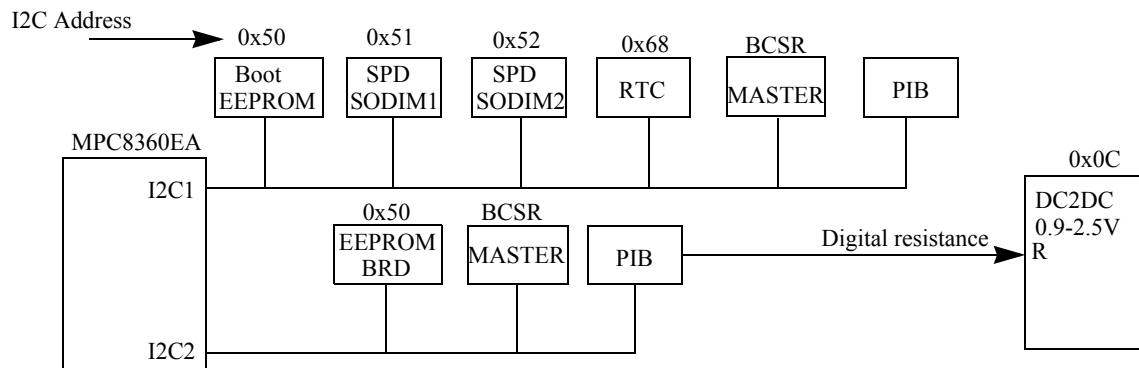 I2C Address
0x50
0x51
0x52
0x68
BCSR
Boot
EEPROM
SPD
SODIM1
SPD
SODIM2
RTC
MASTER
PIB
MPC8360EA
I2C1
0x0C
DC2DC
0.9-2.5V
R
0x50
BCSR
EEPROM
BRD
MASTER
PIB
Digital resistance
I2C2